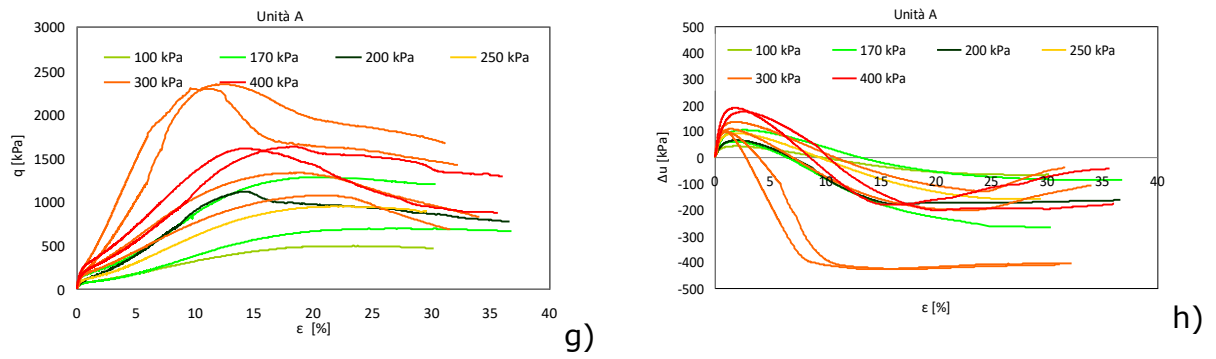 Unità A
q [kPa]
3000
2500
2000
1500
1000
500
0
100 kPa 170 kPa 200 kPa 250 kPa
300 kPa 400 kPa
0 5 10 15 20 25 30 35 40
ε [%]
g)
Unità A
Δu [kPa]
500
400
300
200
100
0
-100
-200
-300
-400
-500
100 kPa 170 kPa 200 kPa 250 kPa
300 kPa 400 kPa
0 5 10 15 20 25 30 35 40
ε [%]
h)